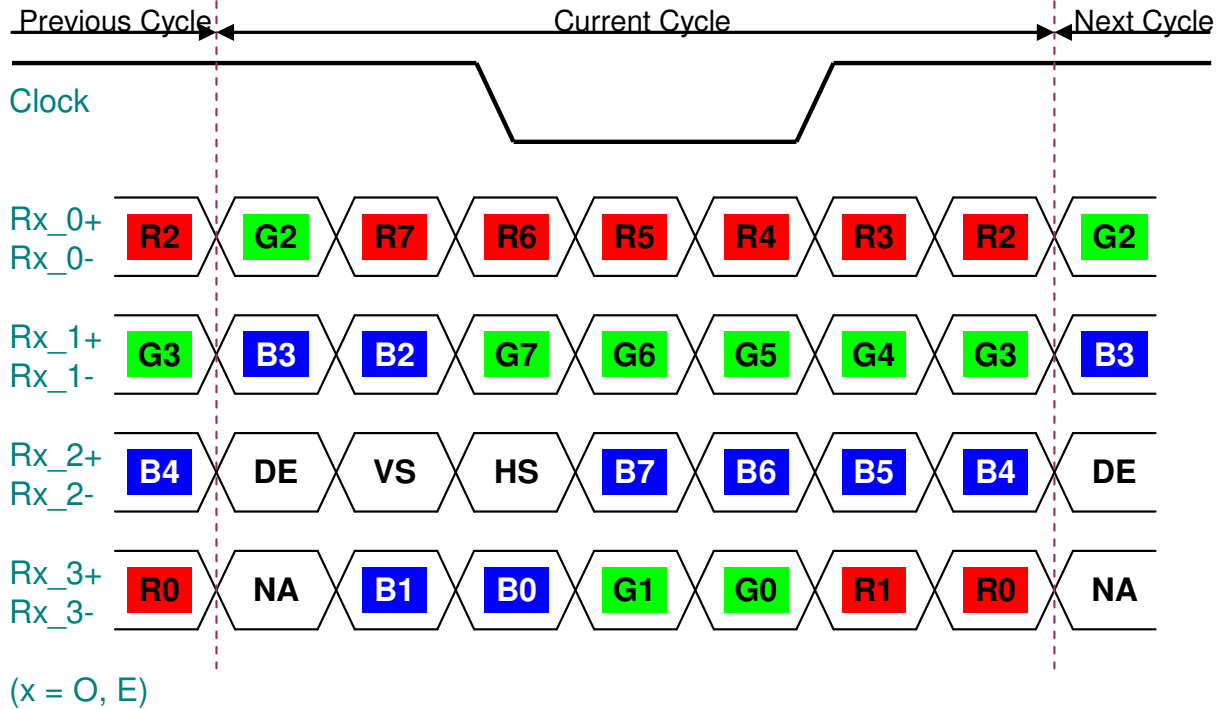 Previous Cycle Current Cycle Next Cycle
Clock
Rx_0+
Rx_0-
R2 G2 R7 R6 R5 R4 R3 R2 G2
Rx_1+
Rx_1-
G3 B3 B2 G7 G6 G5 G4 G3 B3
Rx_2+
Rx_2-
B4 DE VS HS B7 B6 B5 B4 DE
Rx_3+
Rx_3-
R0 NA B1 B0 G1 G0 R1 R0 NA
(x = O, E)